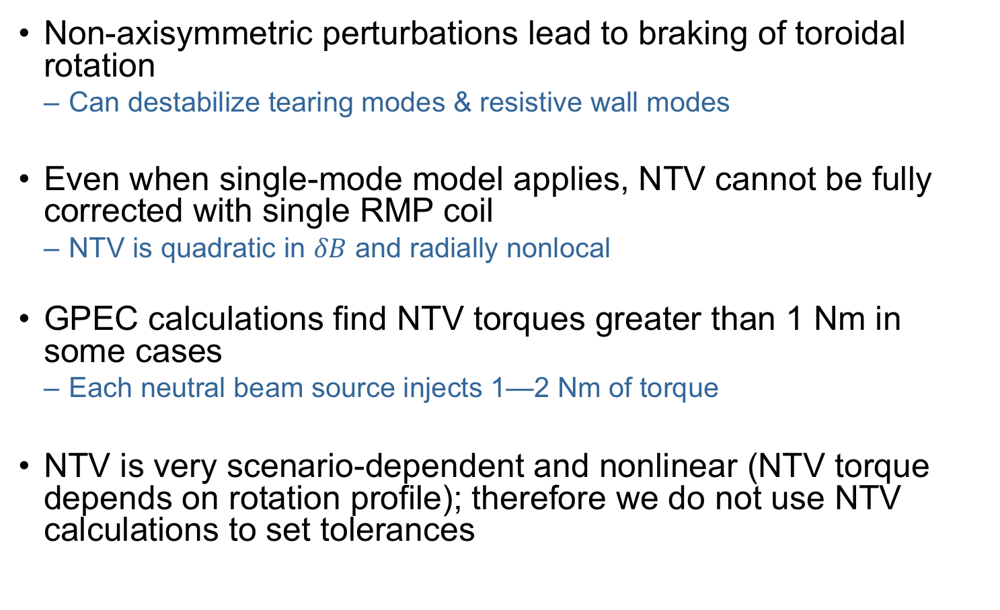 • Non-axisymmetric perturbations lead to braking of toroidal
rotation
– Can destabilize tearing modes & resistive wall modes
• Even when single-mode model applies, NTV cannot be fully
corrected with single RMP coil
– NTV is quadratic in δB and radially nonlocal
• GPEC calculations find NTV torques greater than 1 Nm in
some cases
– Each neutral beam source injects 1—2 Nm of torque
• NTV is very scenario-dependent and nonlinear (NTV torque
depends on rotation profile); therefore we do not use NTV
calculations to set tolerances